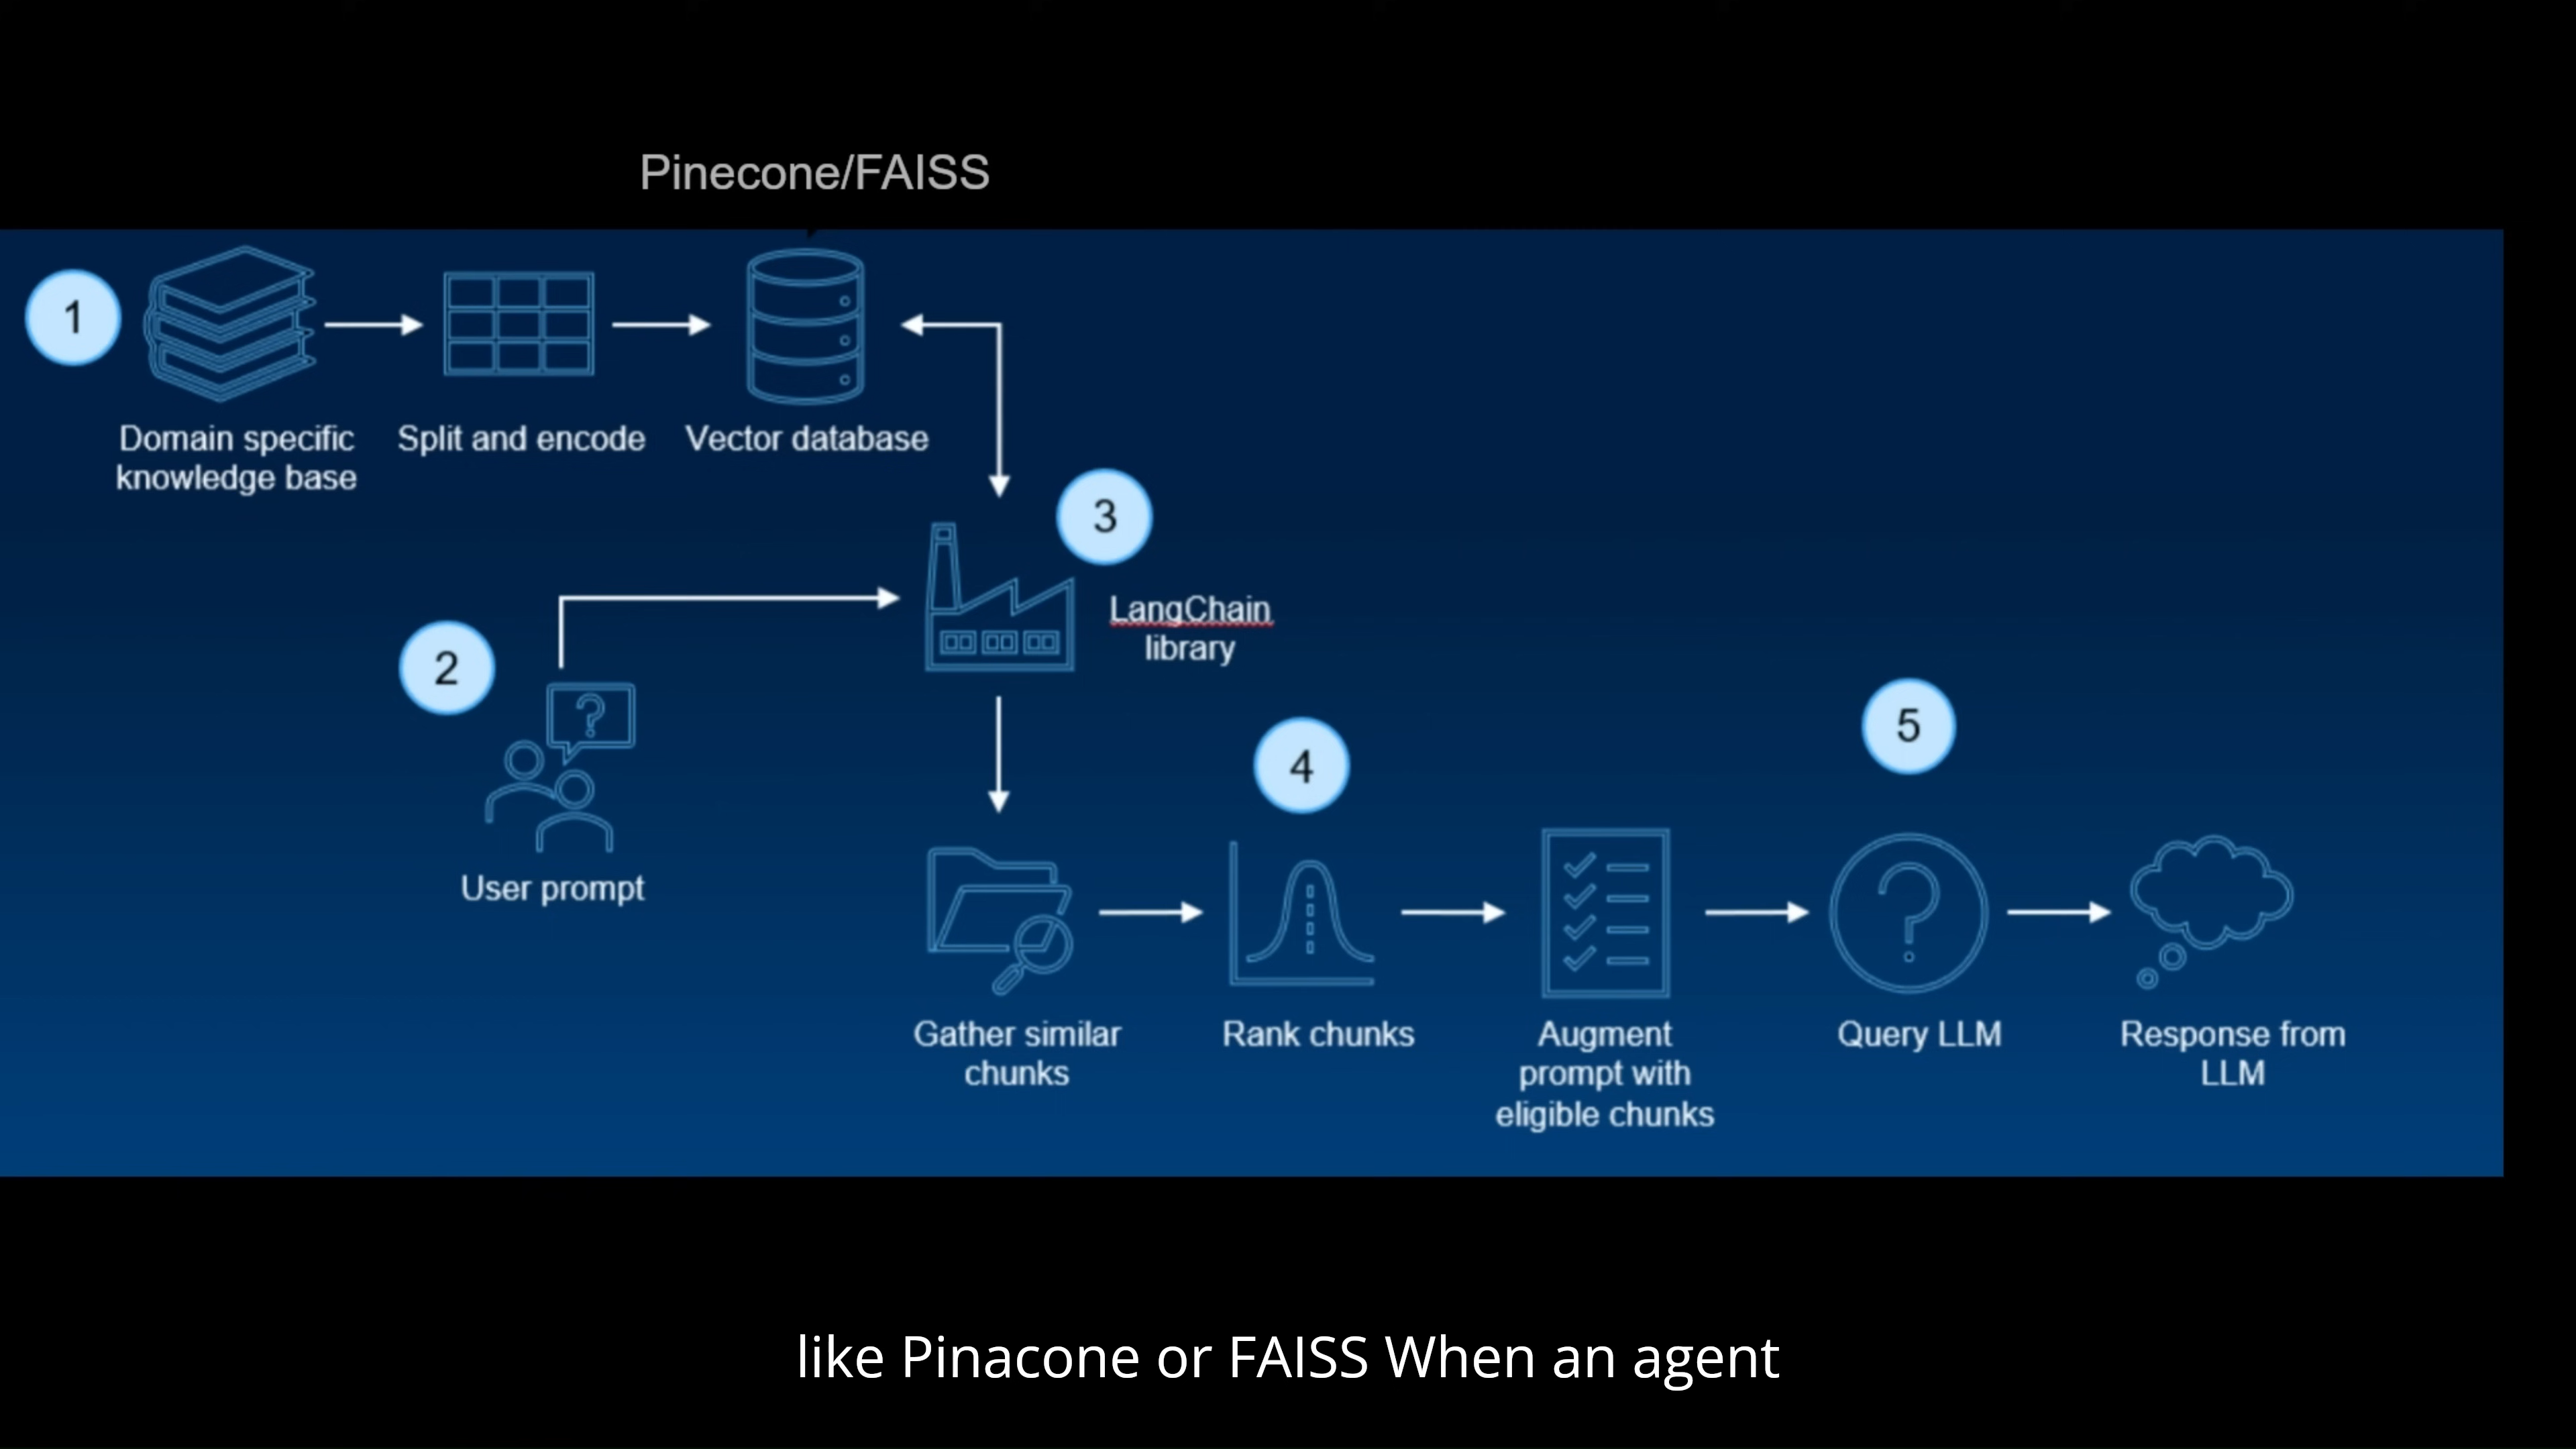 Pinecone/FAISS
1
Domain specific
knowledge base
Split and encode
Vector database
3
LangChain
library
2
?
User prompt
4
5
?
Gather similar
chunks
Rank chunks
Augment
prompt with
eligible chunks
Query LLM
Response from
LLM
like Pinacone or FAISS When an agent